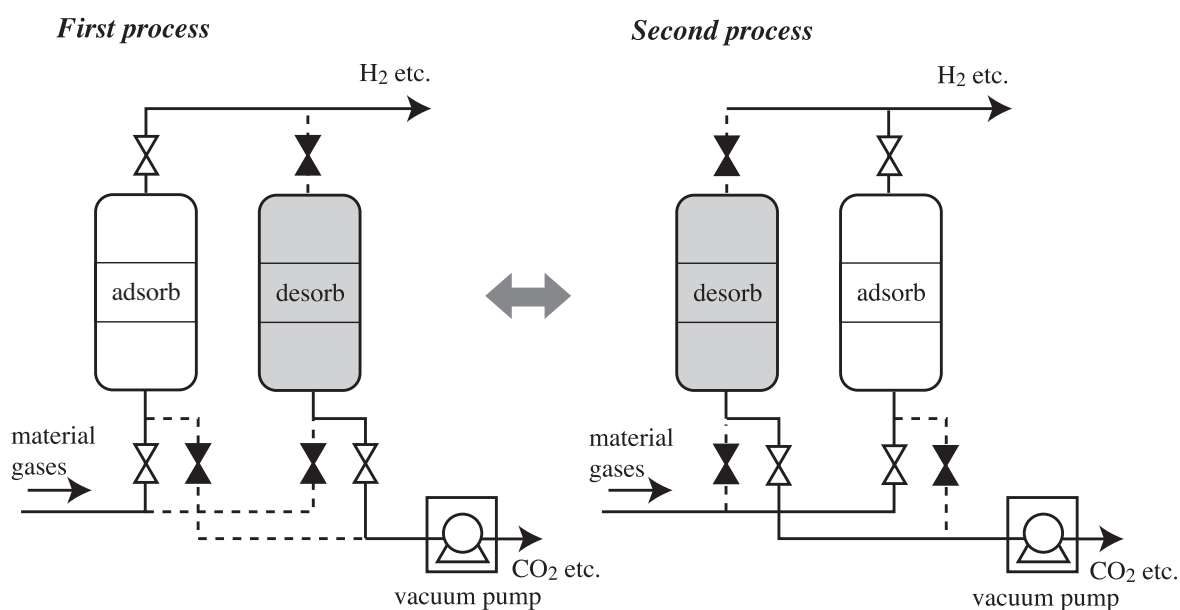 First process
Second process
H2 etc.
H2 etc.
adsorb
desorb
desorb
adsorb
material
gases
material
gases
CO2 etc.
vacuum pump
CO2 etc.
vacuum pump